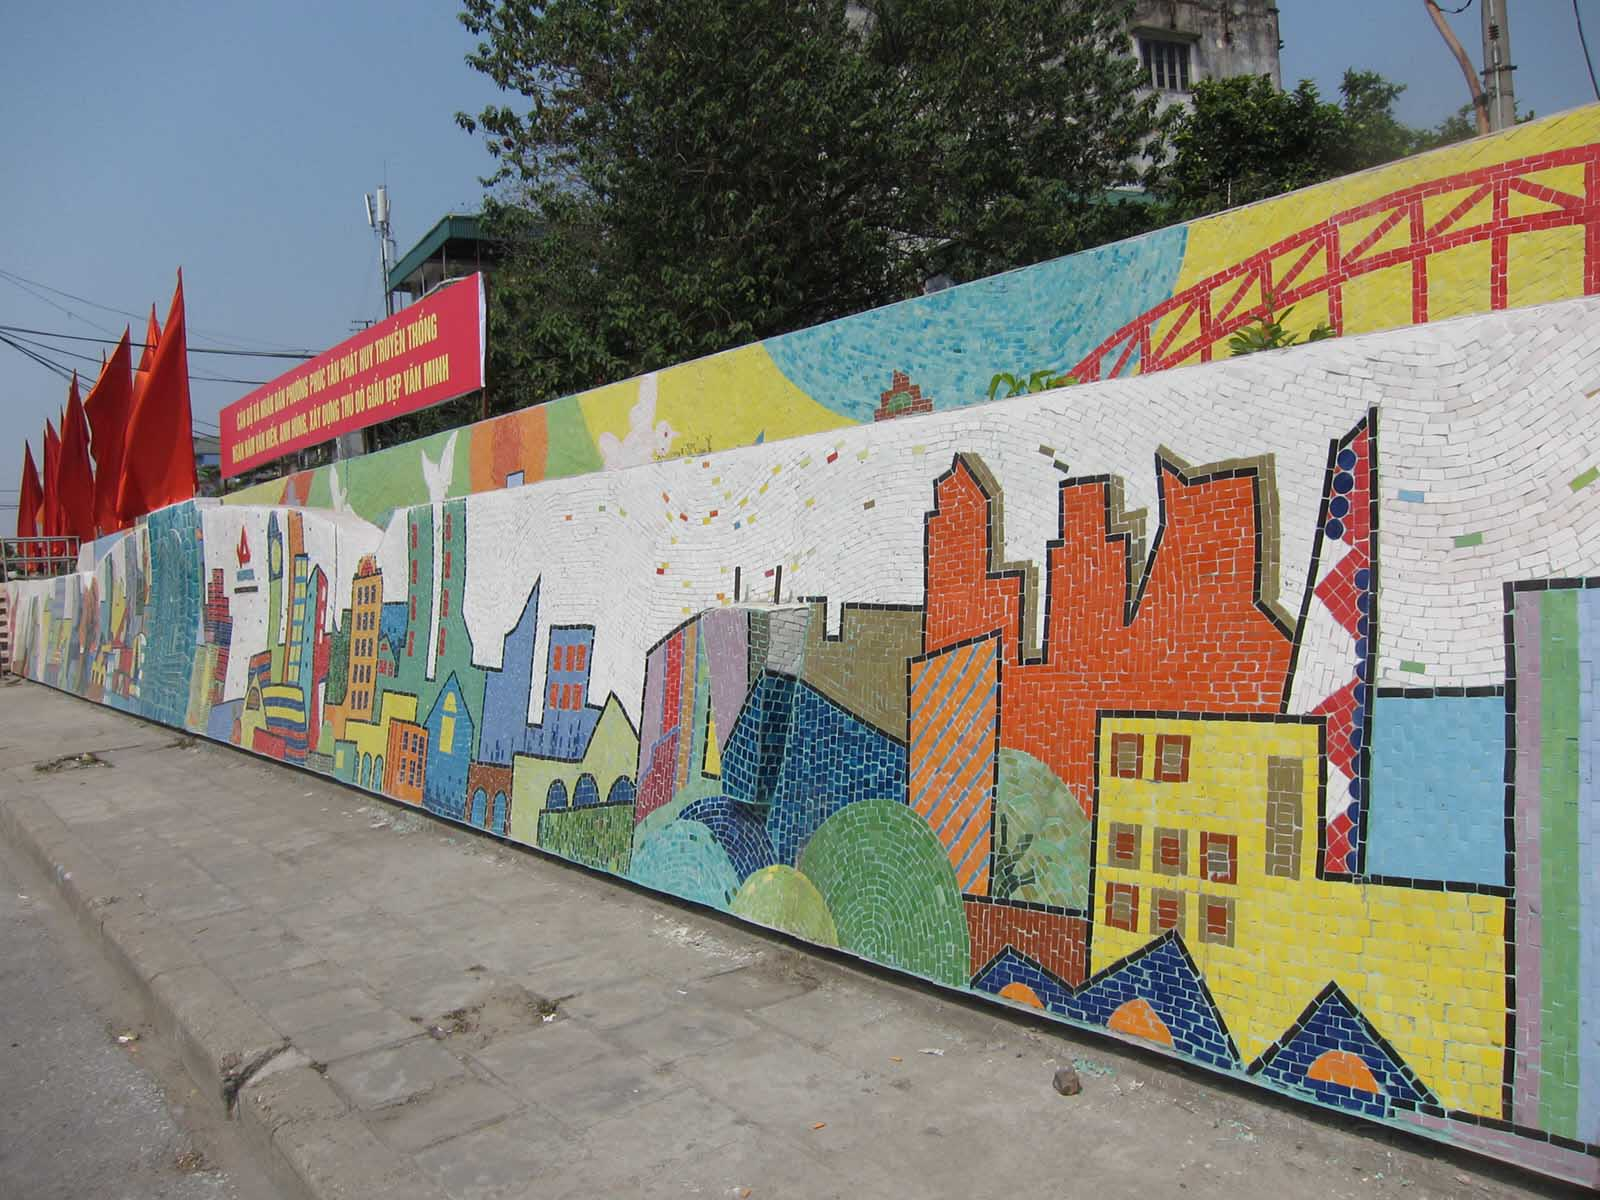 CÁN BỘ VÀ NHÂN DÂN PHƯỜNG PHÚC TÂN PHÁT HUY TRUYỀN THỐNG
NGÀN NĂM VĂN HIẾN, ANH HÙNG, XÂY DỰNG THỦ ĐÔ GIẦU ĐẸP VĂN MINH